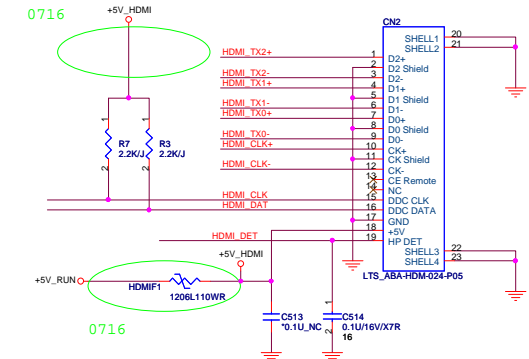 0716
+5V_HDMI
CN2
SHELL1 20
SHELL2 21
HDMI_TX2+ 1 D2+
2 D2 Shield
HDMI_TX2- 3 D2-
HDMI_TX1+ 4 D1+
5 D1 Shield
HDMI_TX1- 6 D1-
HDMI_TX0+ 7 D0+
8 D0 Shield
HDMI_TX0- 9 D0-
HDMI_CLK+ 10 CK+
11 CK Shield
HDMI_CLK- 12 CK-
13 CE Remote
14 NC
HDMI_CLK 15 DDC CLK
HDMI_DAT 16 DDC DATA
17 GND
18 +5V
HDMI_DET 19 HP DET
SHELL3 22
SHELL4 23
LTS_ABA-HDM-024-P05
1 1
R7 R3
2.2K/J 2.2K/J
2 2
+5V_HDMI
+5V_RUN
HDMIF1 1206L110WR
0716
1
C513 C514
*0.1U_NC 0.1U/16V/X7R
2 16